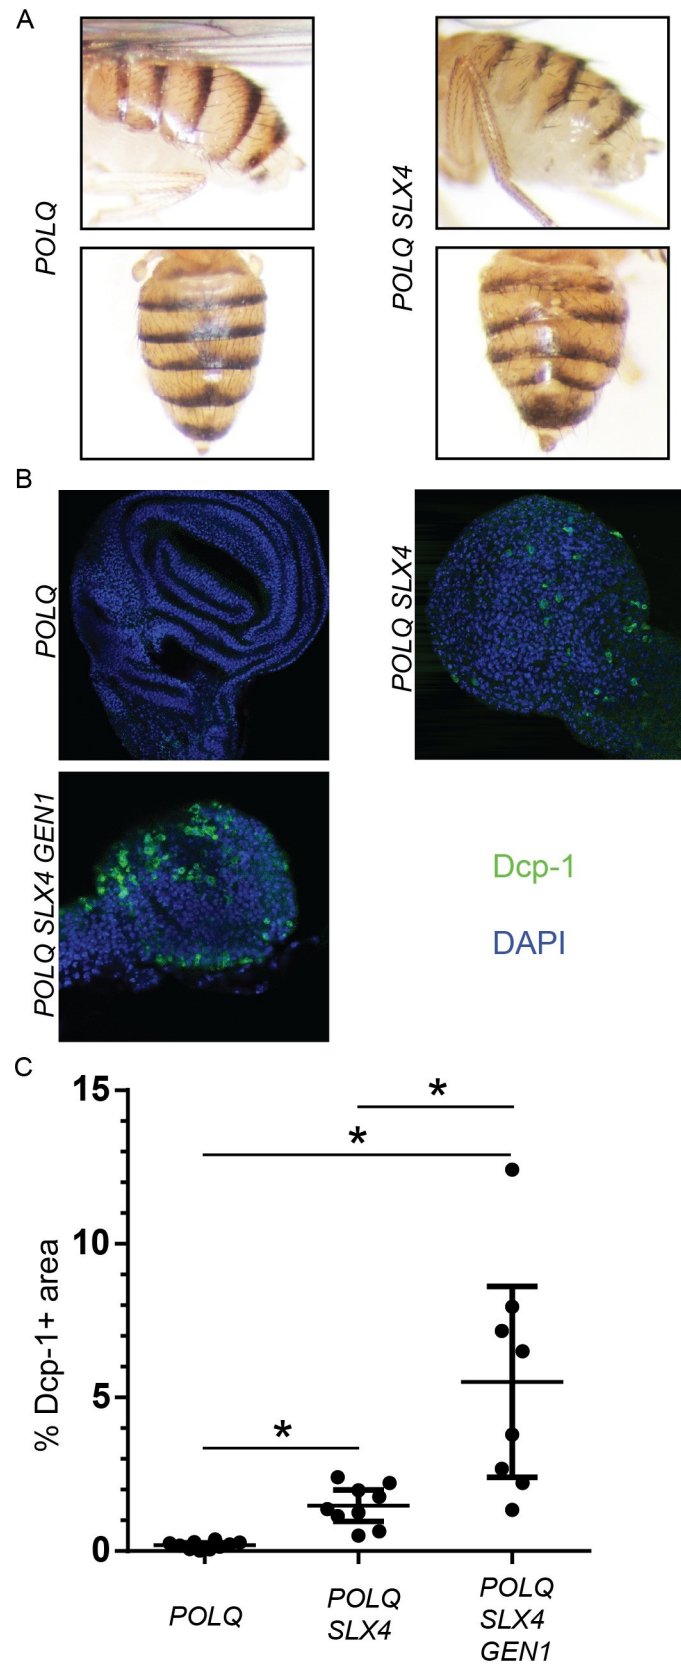 A
POLQ
POLQ SLX4
B
POLQ
POLQ SLX4
POLQ SLX4 GEN1
Dcp-1
DAPI
C
% Dcp-1+ area
15
10
5
0
*
*
*
POLQ
POLQ
SLX4
POLQ
SLX4
GEN1